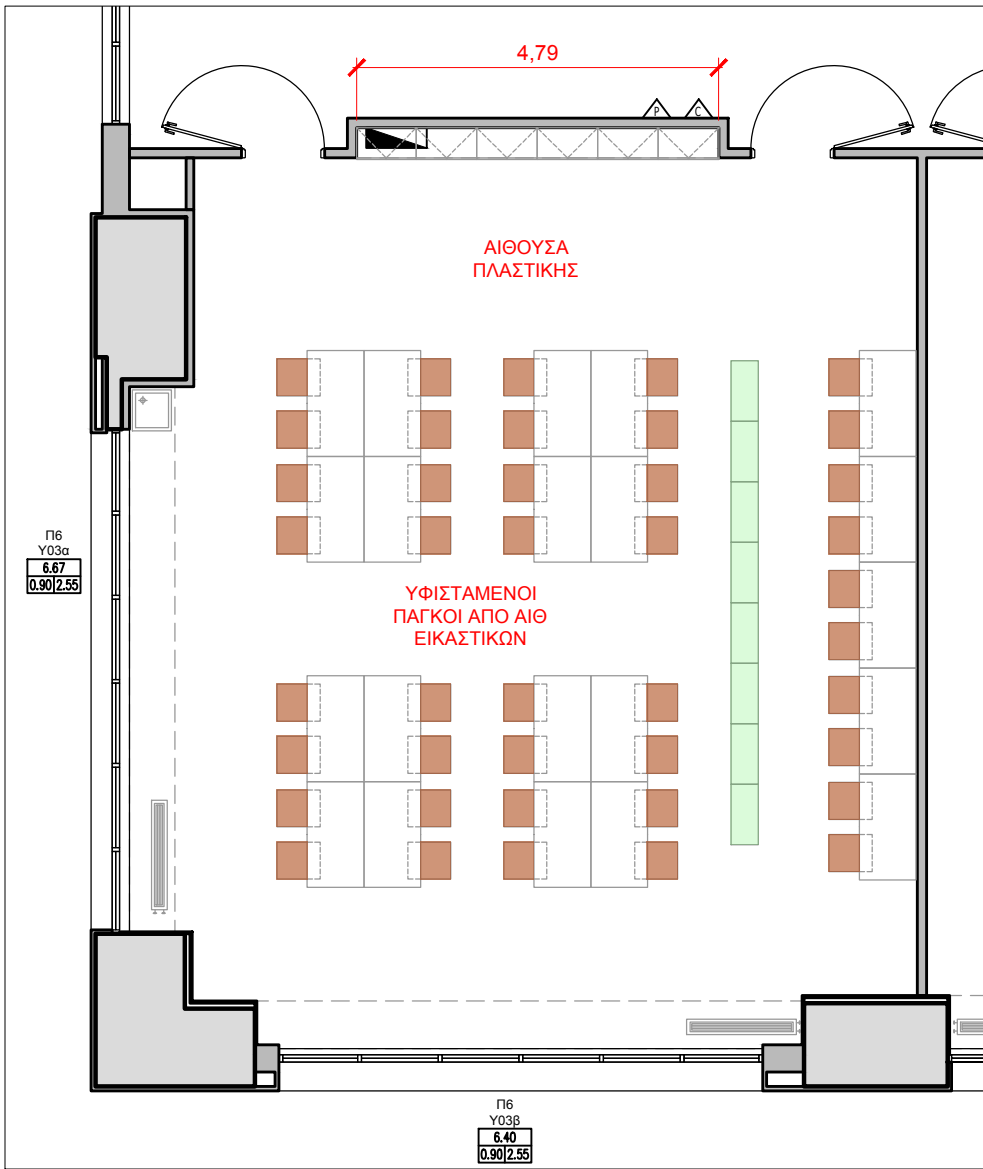 4,79
P
C
ΑΙΘΟΥΣΑ
ΠΛΑΣΤΙΚΗΣ
Π6
Υ03α
6.67
0.90 2.55
ΥΦΙΣΤΑΜΕΝΟΙ
ΠΑΓΚΟΙ ΑΠΟ ΑΙΘ
ΕΙΚΑΣΤΙΚΩΝ
Π6
Υ03β
6.40
0.90 2.55